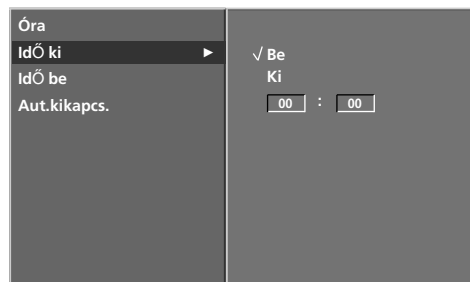 Óra
IdŐ ki ►
IdŐ be
Aut.kikapcs.
√ Be
Ki
00 : 00